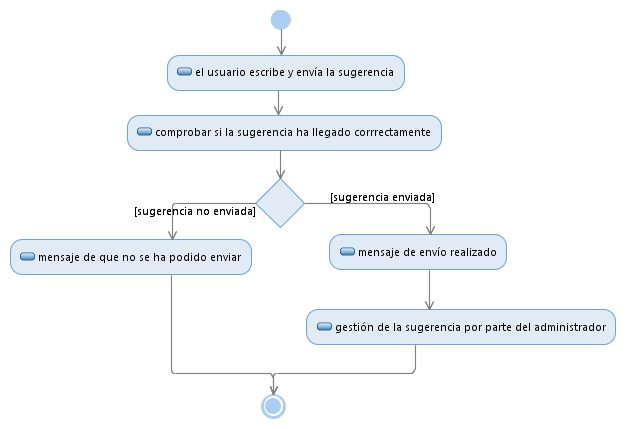 el usuario escribe y envía la sugerencia
comprobar si la sugerencia ha llegado corrrectamente
[sugerencia no enviada]
[sugerencia enviada]
mensaje de que no se ha podido enviar
mensaje de envío realizado
gestión de la sugerencia por parte del administrador